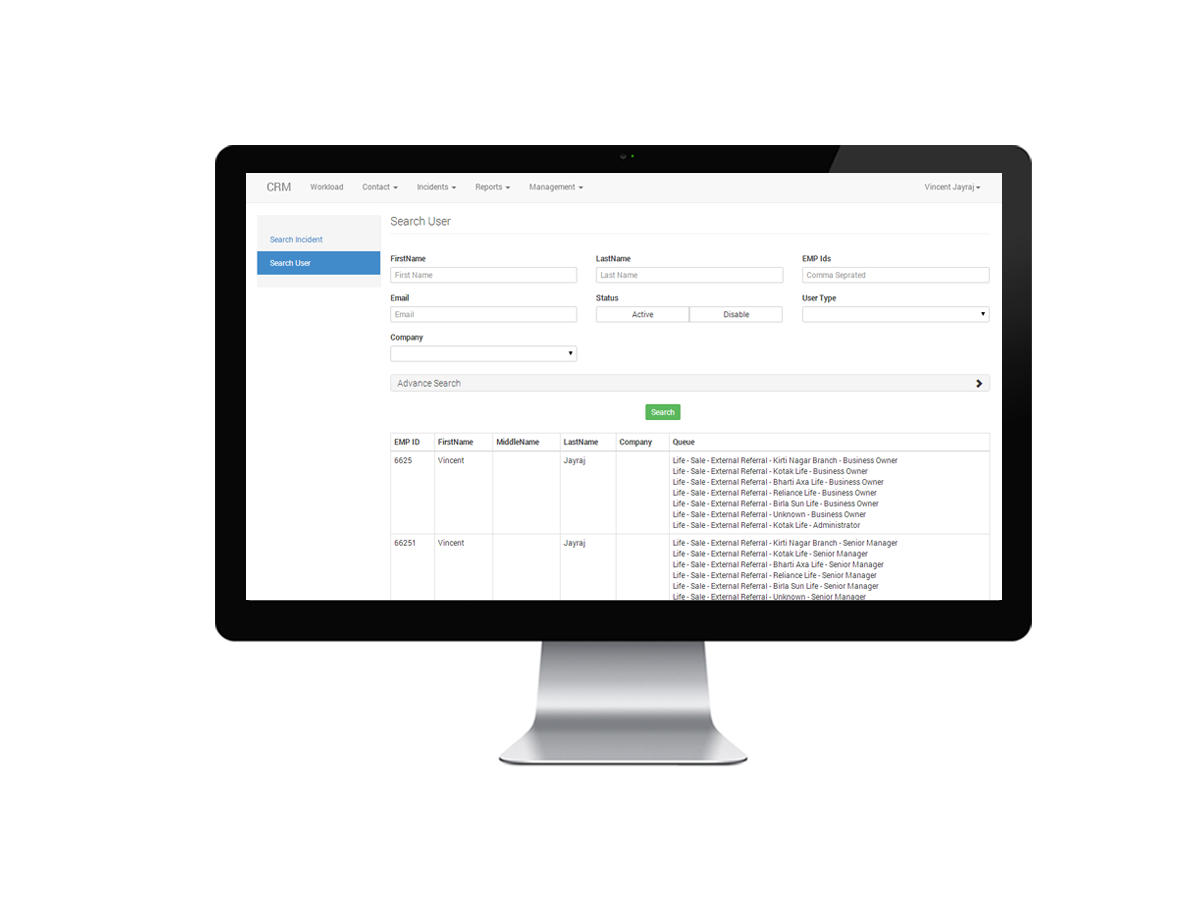 CRM Workload Contact Incidents Reports Management Vincent Jayraj
Search Incident
Search User
Search User
FirstName LastName EMP Ids
First Name Last Name Comma Seprated
Email Status User Type
Email Active Disable
Company
Advance Search
Search
EMP ID FirstName MiddleName LastName Company Queue
6625 Vincent Jayraj Life - Sale - External Referral - Kirti Nagar Branch - Business Owner
Life - Sale - External Referral - Kotak Life - Business Owner
Life - Sale - External Referral - Bharti Axa Life - Business Owner
Life - Sale - External Referral - Reliance Life - Business Owner
Life - Sale - External Referral - Birla Sun Life - Business Owner
Life - Sale - External Referral - Unknown - Business Owner
Life - Sale - External Referral - Kotak Life - Administrator
66251 Vincent Jayraj Life - Sale - External Referral - Kirti Nagar Branch - Senior Manager
Life - Sale - External Referral - Kotak Life - Senior Manager
Life - Sale - External Referral - Bharti Axa Life - Senior Manager
Life - Sale - External Referral - Reliance Life - Senior Manager
Life - Sale - External Referral - Birla Sun Life - Senior Manager
Life - Sale - External Referral - Unknown - Senior Manager